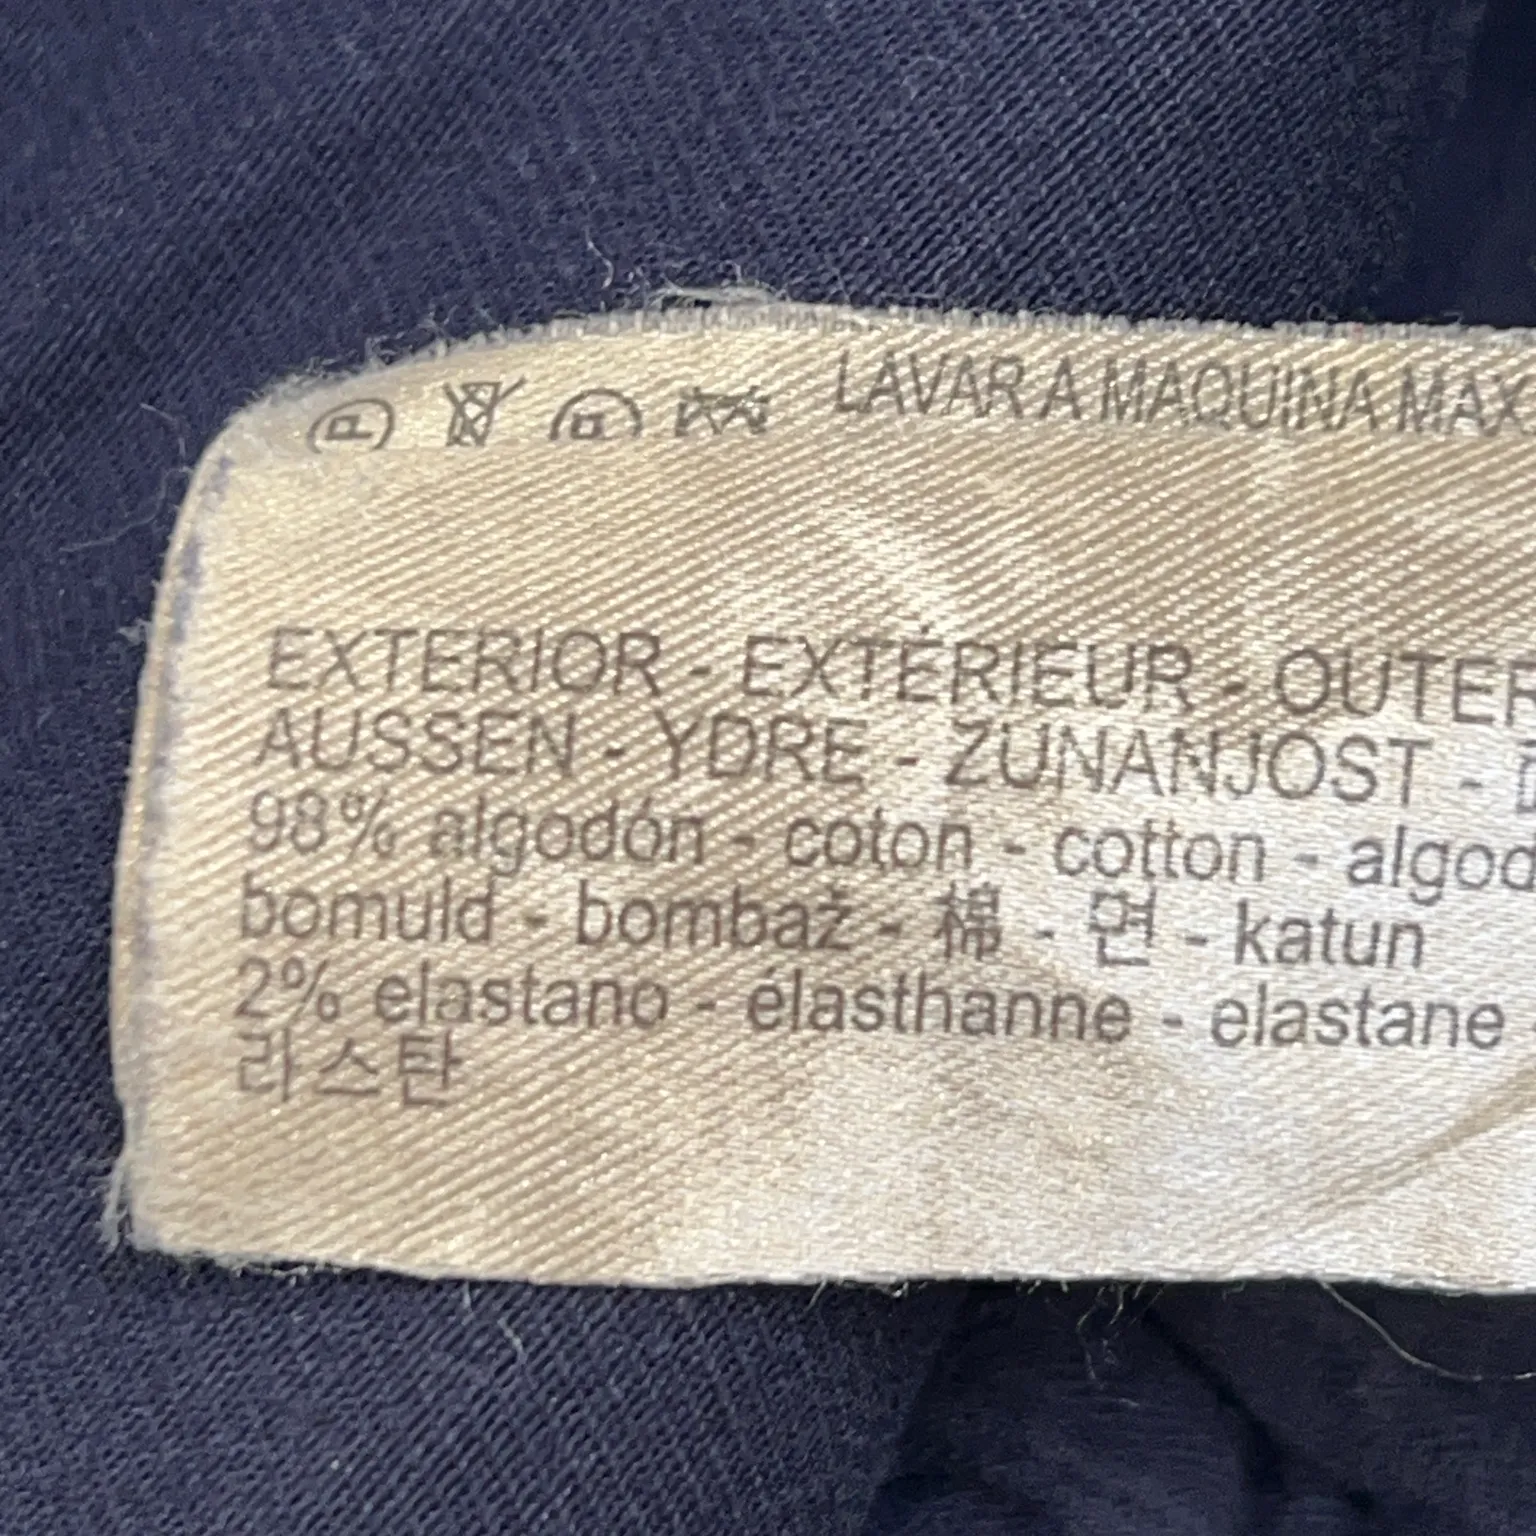 LAVAR A MAQUINA MAX
EXTERIOR - EXTÉRIEUR - OUTER
AUSSEN - YDRE - ZUNANJOST -
98% algodón - coton - cotton - algod
bomuld - bombaž - 棉 - 면 - katun
2% elastano - élasthanne - elastane
라스탄